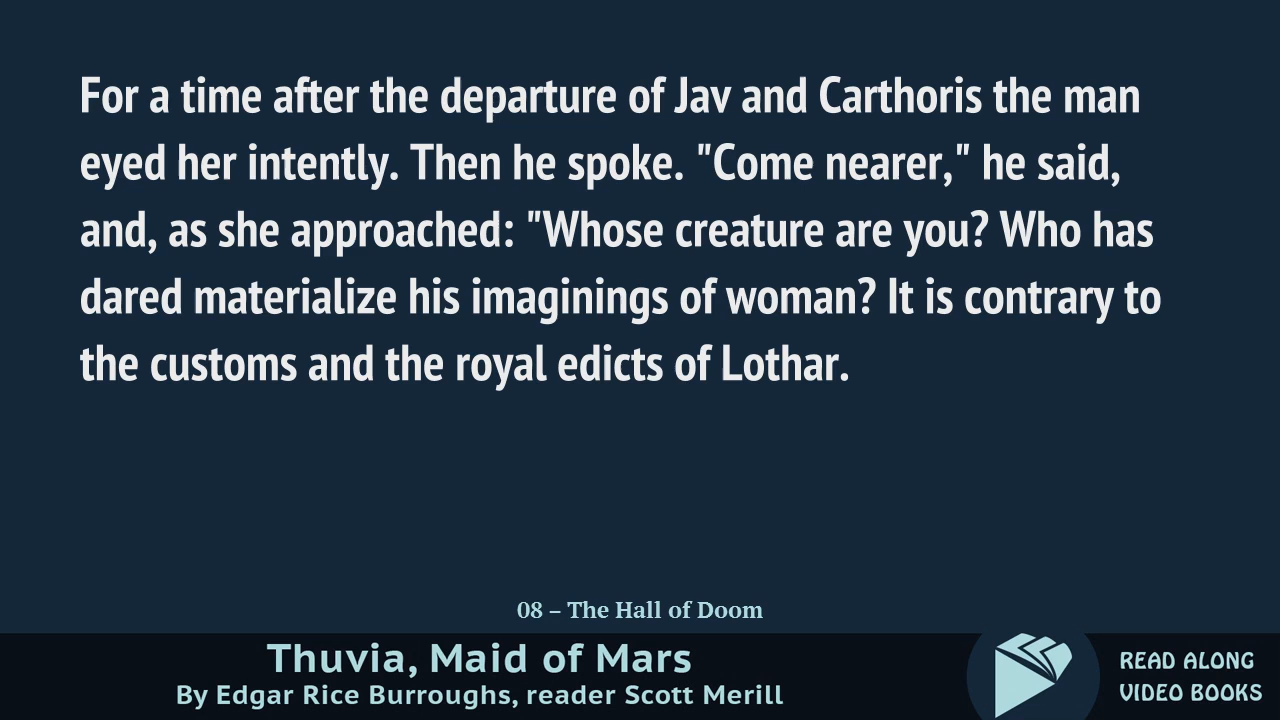 For a time after the departure of Jav and Carthoris the man
eyed her intently. Then he spoke. "Come nearer," he said,
and, as she approached: "Whose creature are you? Who has
dared materialize his imaginings of woman? It is contrary to
the customs and the royal edicts of Lothar.
08 – The Hall of Doom
Thuvia, Maid of Mars
By Edgar Rice Burroughs, reader Scott Merill
READ ALONG
VIDEO BOOKS